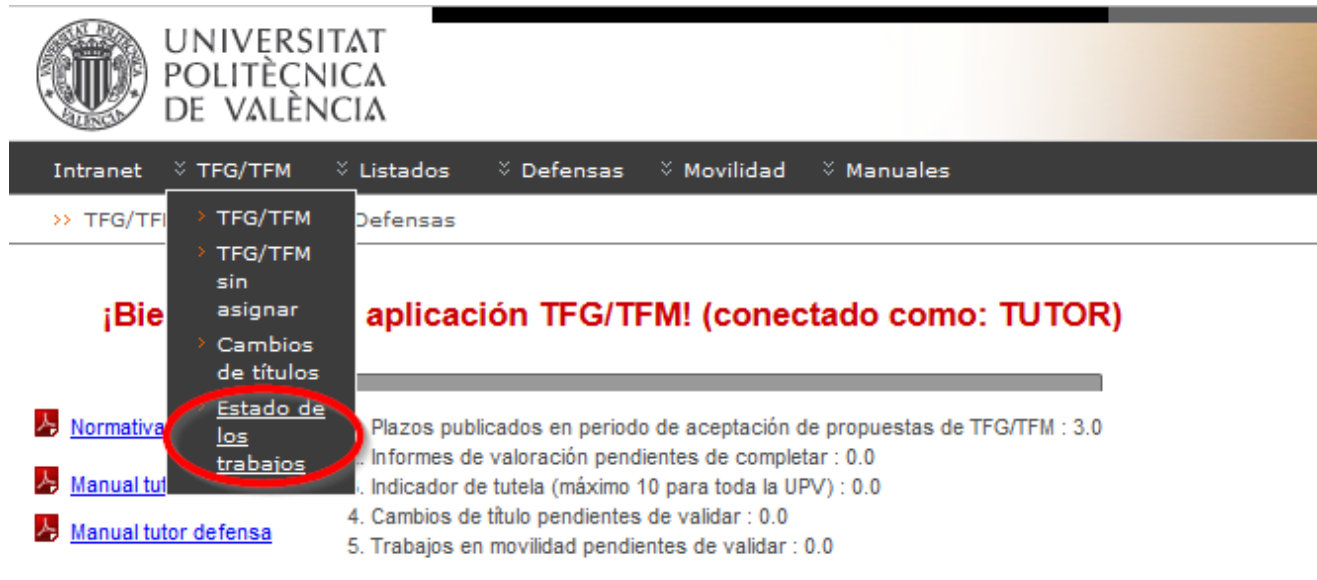 UNIVERSITAT
POLITÈCNICA
DE VALÈNCIA
Intranet TFG/TFM Listados Defensas Movilidad Manuales
>> TFG/TF Defensas
TFG/TFM
TFG/TFM
sin
asignar
Cambios
de títulos
Estado de
los
trabajos
¡Bie aplicación TFG/TFM! (conectado como: TUTOR)
Normativa
Manual tut
Manual tutor defensa
. Plazos publicados en periodo de aceptación de propuestas de TFG/TFM : 3.0
. Informes de valoración pendientes de completar : 0.0
. Indicador de tutela (máximo 10 para toda la UPV) : 0.0
4. Cambios de título pendientes de validar : 0.0
5. Trabajos en movilidad pendientes de validar : 0.0